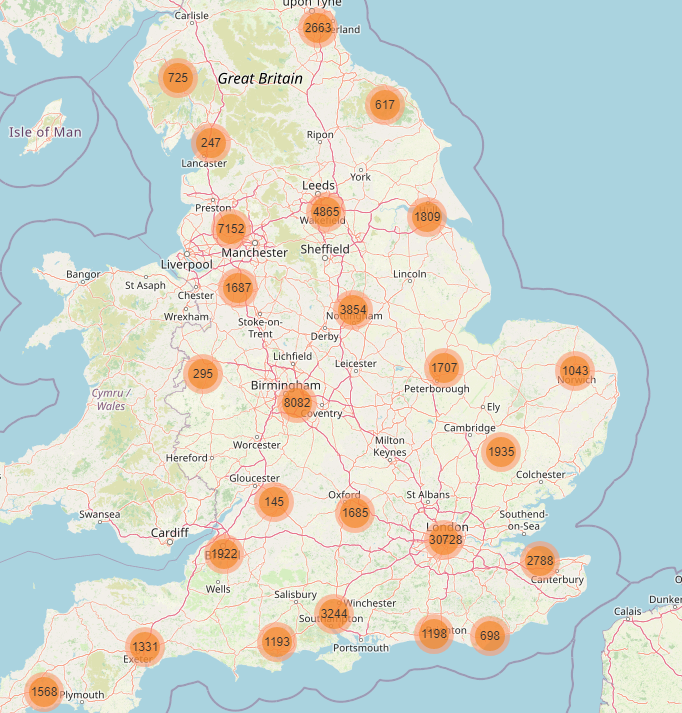 upon Tyne
Carlisle
2663
erland
725
Great Britain
617
Isle of Man
Ripon
247
Lancaster
York
Leeds
Preston
4865
Wakefield
1809
7152
Manchester
Sheffield
Liverpool
Bangor
St Asaph
Lincoln
Chester
1687
Wrexham
3854
Nottingham
Stoke-on-
Trent
Derby
Lichfield
Leicester
295
1707
1043
Norwich
Birmingham
Peterborough
Cymru /
Wales
8082
Coventry
Ely
Cambridge
Worcester
Milton
Keynes
Hereford
1935
Gloucester
Colchester
145
Oxford
St Albans
Swansea
1685
Southend-
on-Sea
Cardiff
London
30728
1922
2788
Canterbury
Wells
Salisbury
Winchester
3244
Calais
1193
1198
698
Portsmouth
1331
Exeter
1568
Plymouth